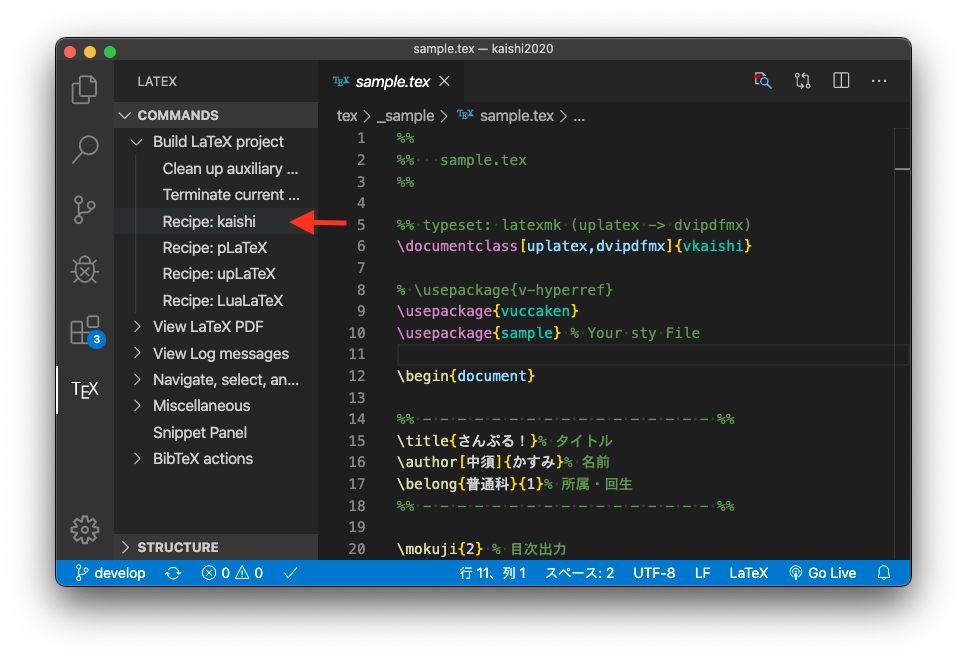 sample.tex — kaishi2020
LATEX
COMMANDS
Build LaTeX project
Clean up auxiliary ...
Terminate current ...
Recipe: kaishi
Recipe: pLaTeX
Recipe: upLaTeX
Recipe: LuaLaTeX
View LaTeX PDF
View Log messages
Navigate, select, an...
Miscellaneous
Snippet Panel
BibTeX actions
STRUCTURE
3
TEX
TEX sample.tex
tex > _sample > TEX sample.tex > ...
1 %%
2 %%   sample.tex
3 %%
4
5 %% typeset: latexmk (uplatex -> dvipdfmx)
6 \documentclass[uplatex,dvipdfmx]{vkaishi}
7
8 % \usepackage{v-hyperref}
9 \usepackage{vuccaken}
10 \usepackage{sample} % Your sty File
11
12 \begin{document}
13
14 %% - - - - - - - - - - - - - - - - - %%
15 \title{さんぷる！}% タイトル
16 \author[中須]{かすみ}% 名前
17 \belong{普通科}{1}% 所属・回生
18 %% - - - - - - - - - - - - - - - - - %%
19
20 \mokuji{2} % 目次出力
develop 0 0 行 11、列 1 スペース: 2 UTF-8 LF LaTeX Go Live